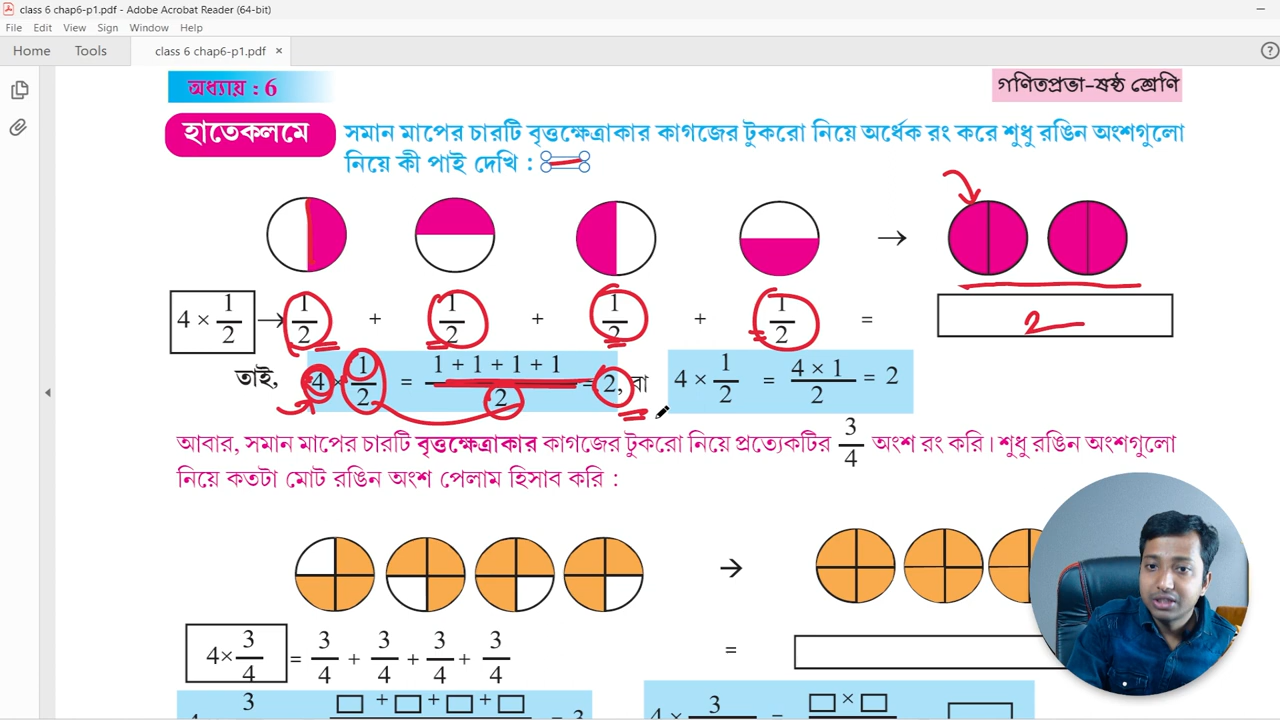 class 6 chap6-p1.pdf - Adobe Acrobat Reader (64-bit)
File Edit View Sign Window Help
Home Tools class 6 chap6-p1.pdf ×
অধ্যায় : 6 গণিতপ্রভা-ষষ্ঠ শ্রেণি
হাতেকলমে সমান মাপের চারটি বৃত্তক্ষেত্রাকার কাগজের টুকরো নিয়ে অর্ধেক রং করে শুধু রঙিন অংশগুলো
নিয়ে কী পাই দেখি :
→
4 × 1/2 → 1/2 + 1/2 + 1/2 + 1/2 = 2
তাই, 4 × 1/2 = 1 + 1 + 1 + 1/2 = 2, বা 4 × 1/2 = 4 × 1/2 = 2
আবার, সমান মাপের চারটি বৃত্তক্ষেত্রাকার কাগজের টুকরো নিয়ে প্রত্যেকটির 3/4 অংশ রং করি। শুধু রঙিন অংশগুলো
নিয়ে কতটা মোট রঙিন অংশ পেলাম হিসাব করি :
→
4× 3/4 = 3/4 + 3/4 + 3/4 + 3/4 =
3 □ + □ + □ + □ = 3 4 × 3 = □ × □ =